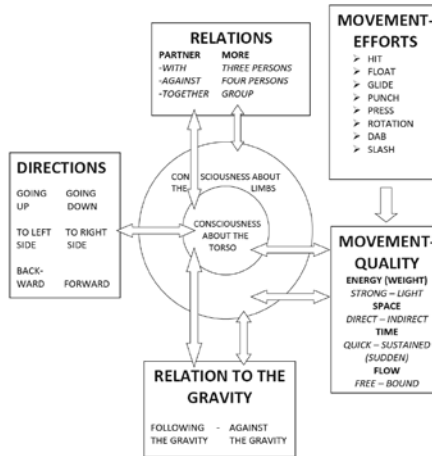 RELATIONS
PARTNER MORE
-WITH THREE PERSONS
-AGAINST FOUR PERSONS
-TOGETHER GROUP
MOVEMENT-
EFFORTS
➢ HIT
➢ FLOAT
➢ GLIDE
➢ PUNCH
➢ PRESS
➢ ROTATION
➢ DAB
➢ SLASH
DIRECTIONS
GOING GOING
UP DOWN
TO LEFT TO RIGHT
SIDE SIDE
BACK-
WARD FORWARD
CON SCIOUSNESS ABOUT
THE LIMBS
CONSCIOUSNESS
ABOUT THE
TORSO
MOVEMENT-
QUALITY
ENERGY (WEIGHT)
STRONG – LIGHT
SPACE
DIRECT – INDIRECT
TIME
QUICK – SUSTAINED
(SUDDEN)
FLOW
FREE – BOUND
RELATION TO THE
GRAVITY
FOLLOWING - AGAINST
THE GRAVITY THE GRAVITY